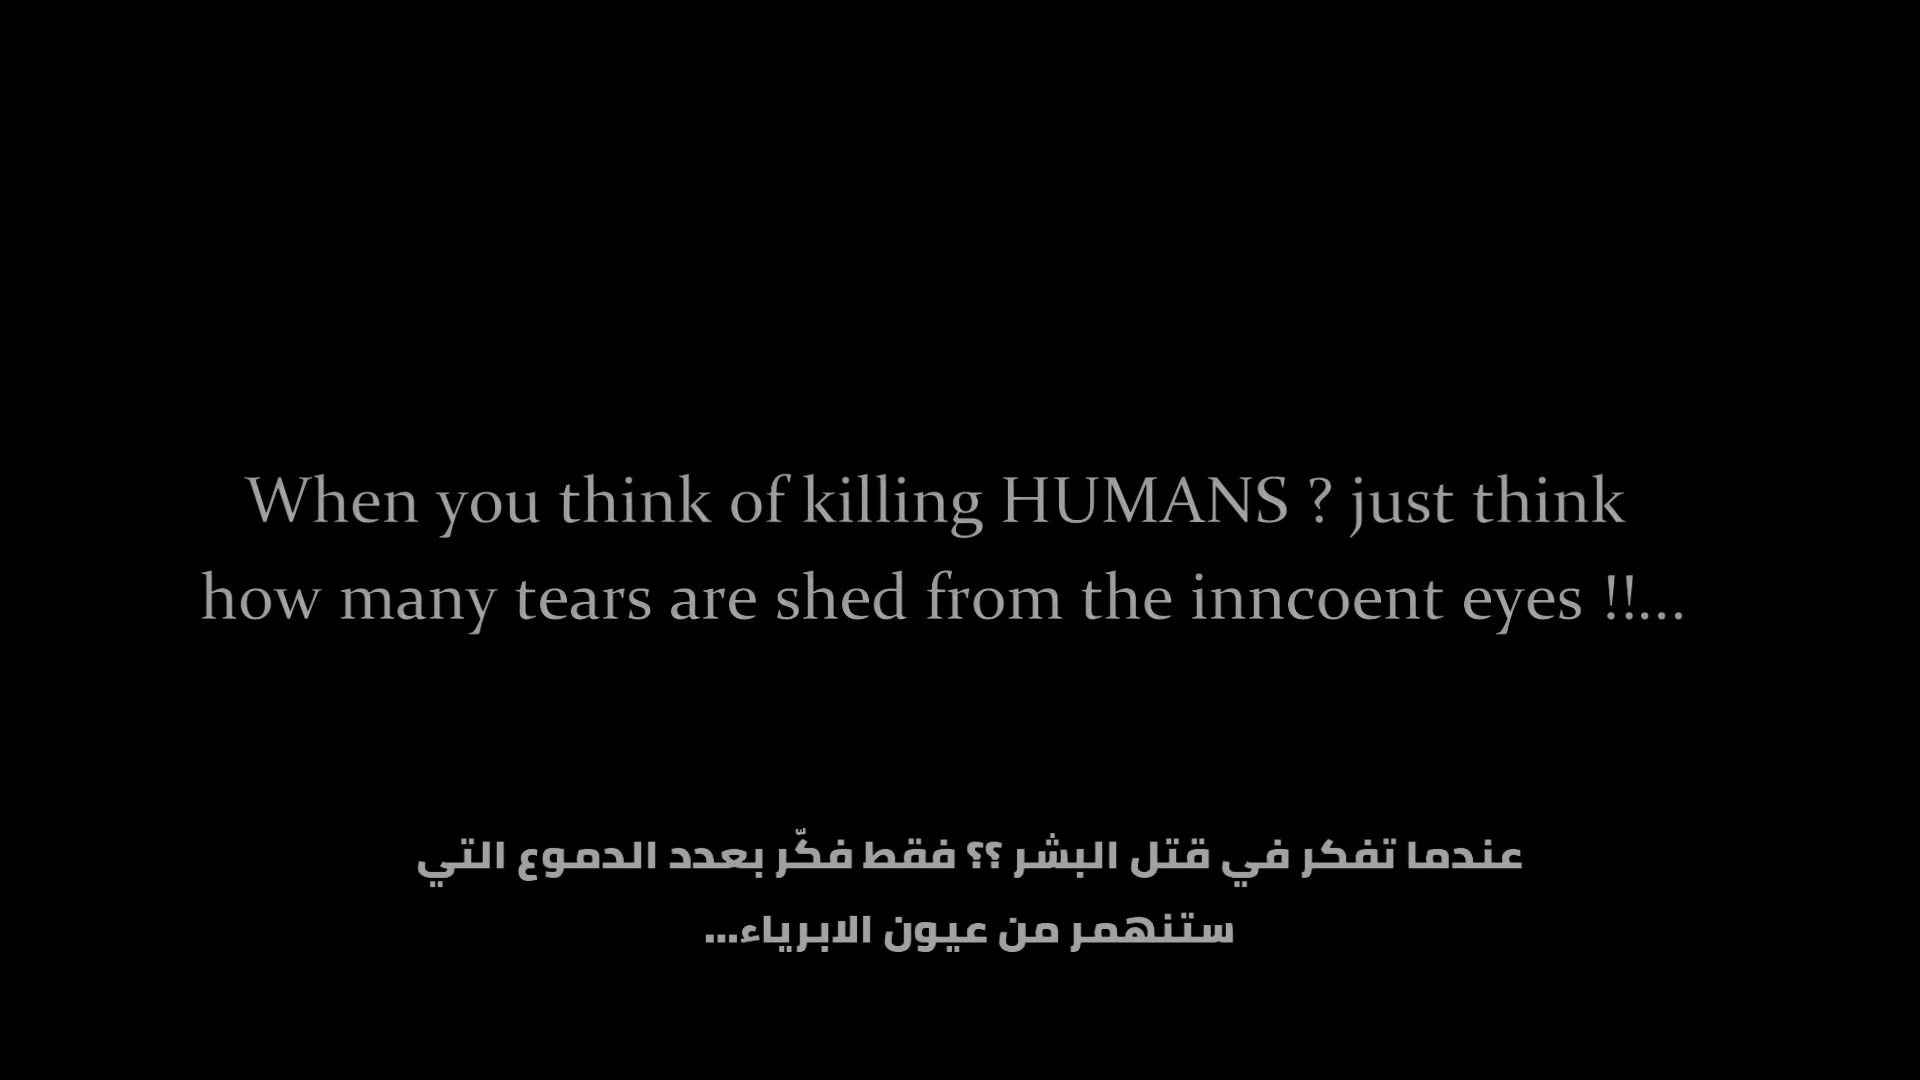 When you think of killing HUMANS ? just think
how many tears are shed from the inncoent eyes !!...
عندما تفكر في قتل البشر ؟؟ فقط فكّر بعدد الدموع التي
ستنهمر من عيون الابرياء...